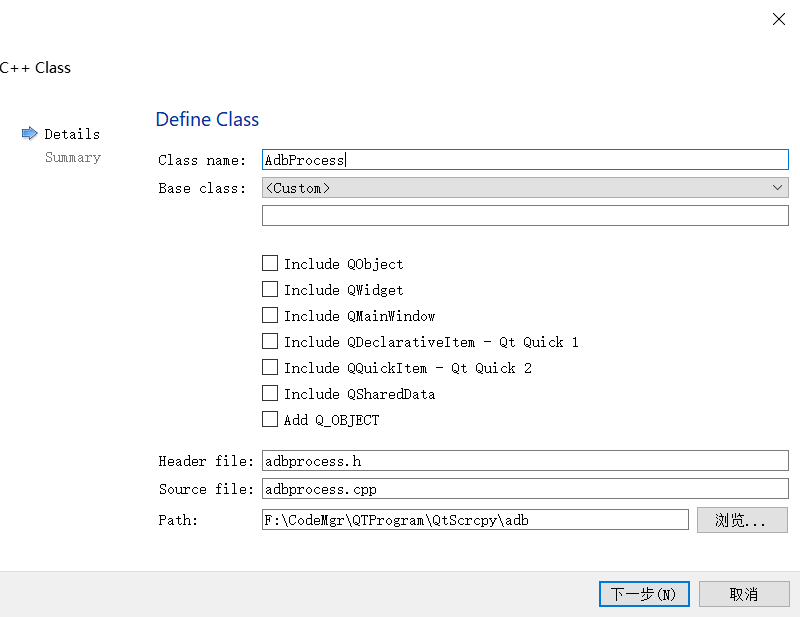 C++ Class
Define Class
Details
Summary
Class name: AdbProcess
Base class: <Custom>
Include QObject
Include QWidget
Include QMainWindow
Include QDeclarativeItem - Qt Quick 1
Include QQuickItem - Qt Quick 2
Include QSharedData
Add Q_OBJECT
Header file: adbprocess.h
Source file: adbprocess.cpp
Path: F:\CodeMgr\QTProgram\QtScrcpy\adb 浏览...
下一步(N) 取消